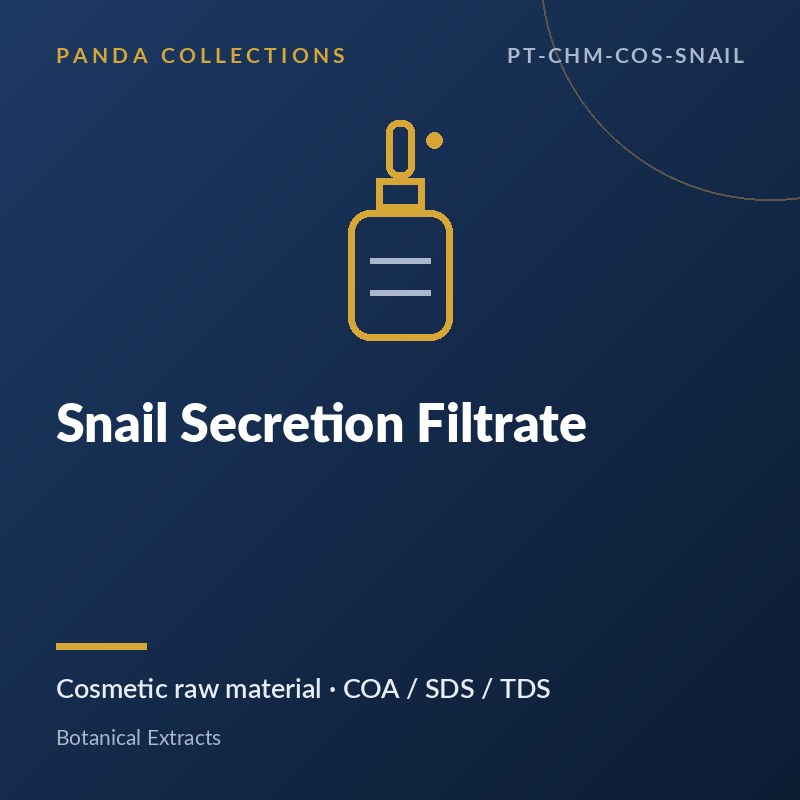 PANDA COLLECTIONS
PT-CHM-COS-SNAIL
Snail Secretion Filtrate
Cosmetic raw material · COA / SDS / TDS
Botanical Extracts